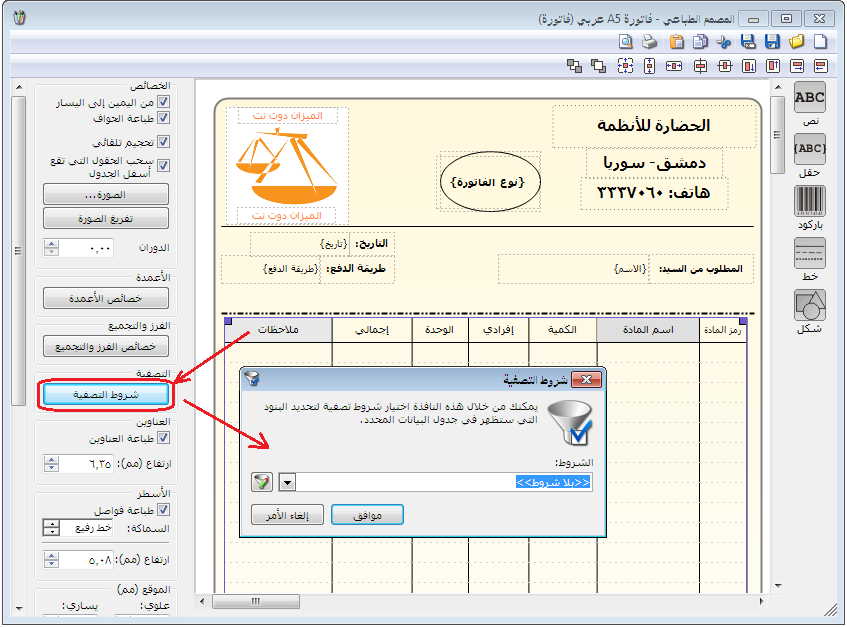 المصمم الطباعي - فاتورة A5 عربي (فاتورة)
ABC
نص
{ABC}
حقل
باركود
خط
شكل
الحضارة للأنظمة
دمشق- سوريا
هاتف: ٣٣٣٧٠٦٠
{نوع الفاتورة}
الميزان دوت نت
الميزان دوت نت
التاريخ: {تاريخ}
المطلوب من السيد: {الاسم}
طريقة الدفع: {طريقة الدفع}
رمز المادة
اسم المادة
الكمية
إفرادي
الوحدة
إجمالي
ملاحظات
شروط التصفية
يمكنك من خلال هذه النافذة اختيار شروط تصفية لتحديد البنود
التي ستظهر في جدول البيانات المحدد.
الشروط:
<<بلا شروط>>
موافق
إلغاء الأمر
الخصائص
من اليمين إلى اليسار
طباعة الحواف
تحجيم تلقائي
سحب الحقول التي تقع
أسفل الجدول
الصورة...
تفريغ الصورة
الدوران ٠,٠٠
الأعمدة
خصائص الأعمدة
الفرز والتجميع
خصائص الفرز والتجميع
التصفية
شروط التصفية
العناوين
طباعة العناوين
ارتفاع (مم): ٦,٣٥
الأسطر
طباعة فواصل
السماكة: خط رفيع
ارتفاع (مم): ٥,٠٨
الموقع (مم)
علوي: يساري: